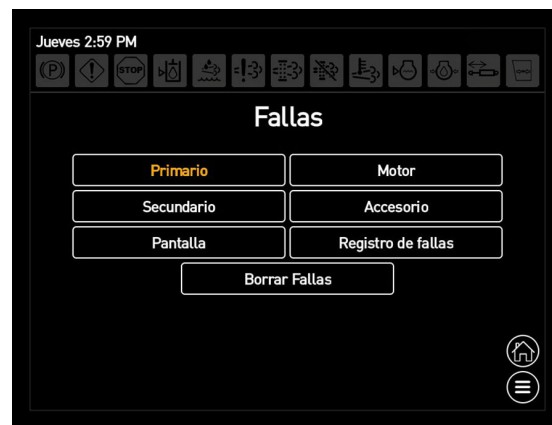 Jueves 2:59 PM
(P) ! STOP
Fallas
Primario Motor
Secundario Accesorio
Pantalla Registro de fallas
Borrar Fallas